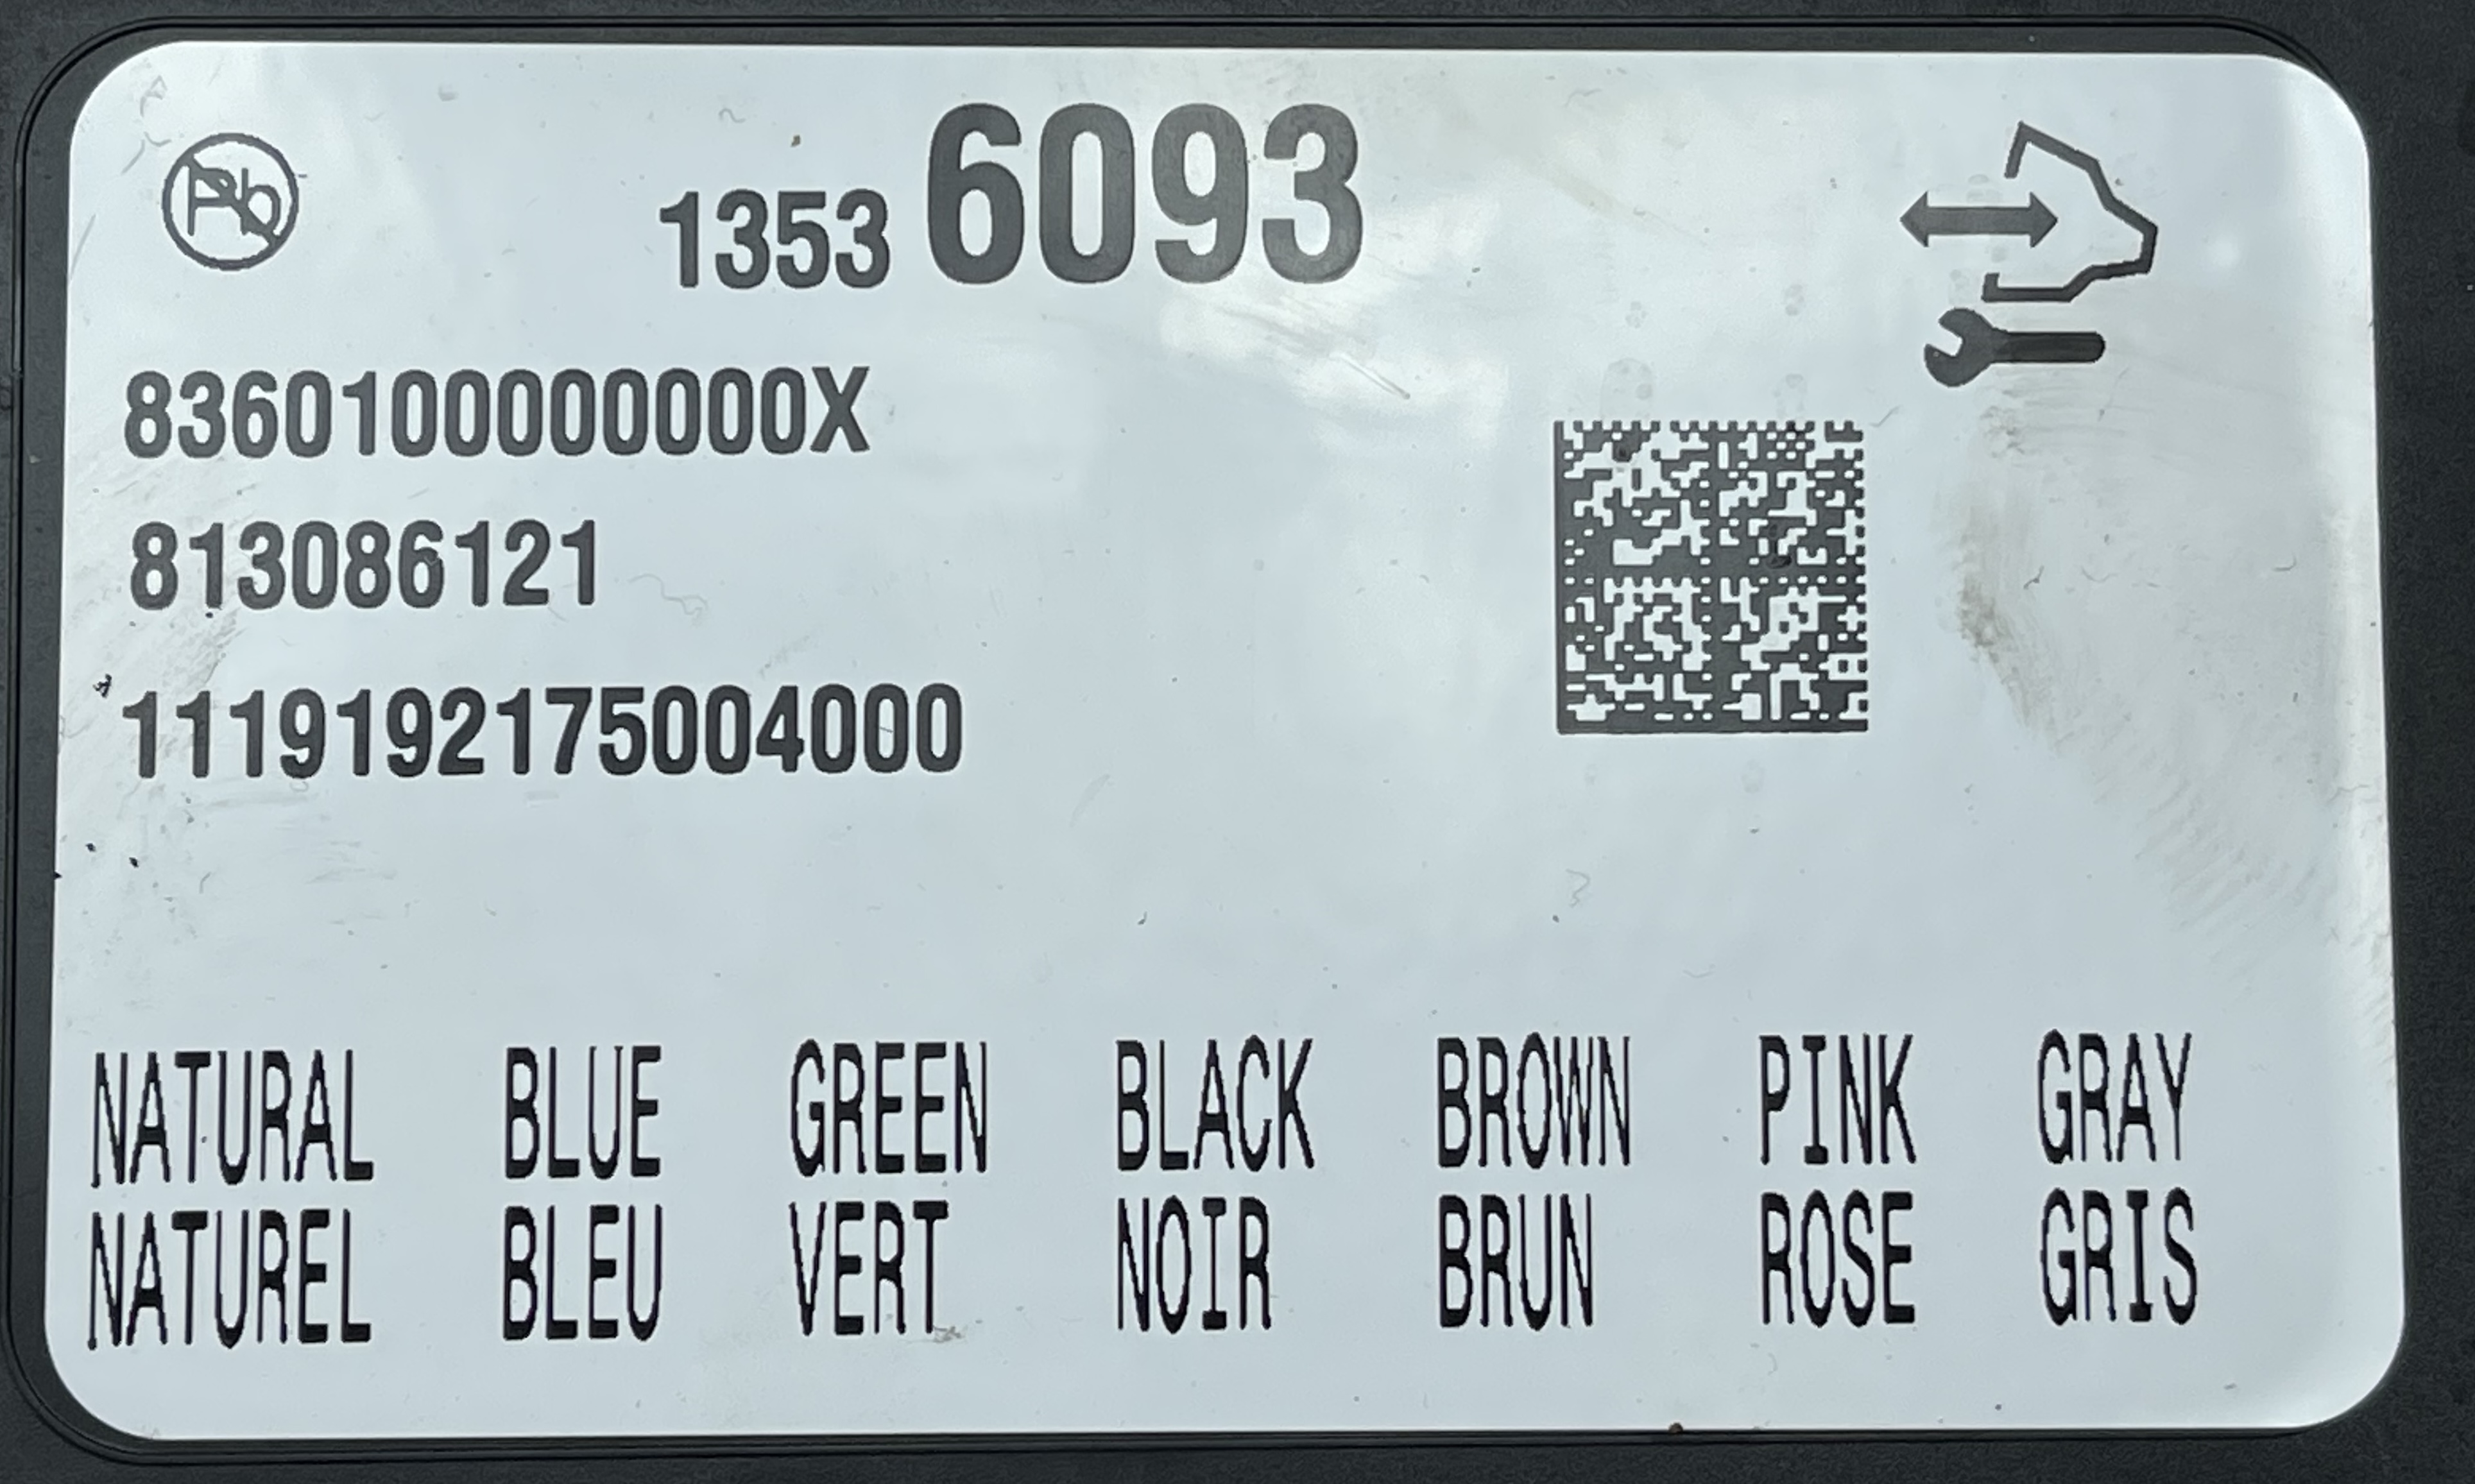 Pb
1353 6093
8360100000000X
813086121
1119192175004000
NATURAL BLUE GREEN BLACK BROWN PINK GRAY
NATUREL BLEU VERT NOIR BRUN ROSE GRIS